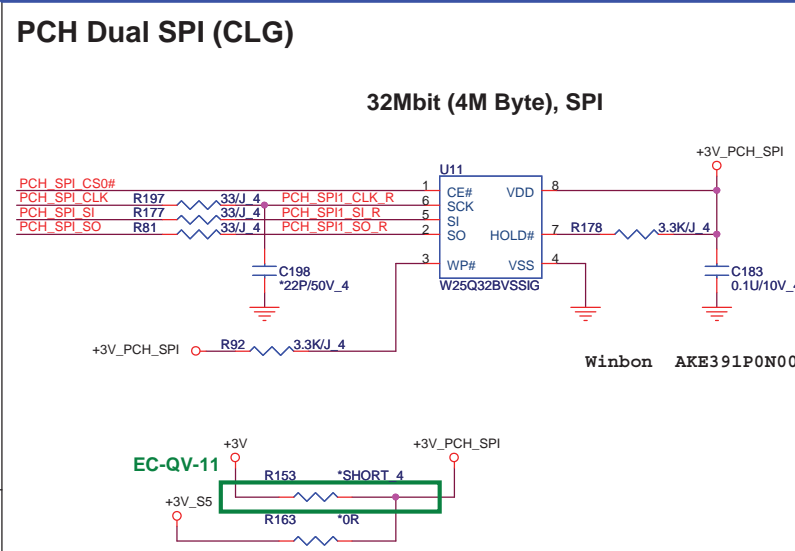 PCH Dual SPI (CLG)
32Mbit (4M Byte), SPI
+3V_PCH_SPI
U11
PCH_SPI_CS0# 1 CE# VDD 8
PCH_SPI_CLK R197 33/J_4 PCH_SPI1_CLK_R 6 SCK
PCH_SPI_SI R177 33/J_4 PCH_SPI1_SI_R 5 SI
PCH_SPI_SO R81 33/J_4 PCH_SPI1_SO_R 2 SO HOLD# 7 R178 3.3K/J_4
3 WP# VSS 4
C198
*22P/50V_4
W25Q32BVSSIG
C183
0.1U/10V_4
+3V_PCH_SPI R92 3.3K/J_4
Winbon AKE391P0N00
+3V +3V_PCH_SPI
EC-QV-11
R153 *SHORT_4
+3V_S5
R163 *0R